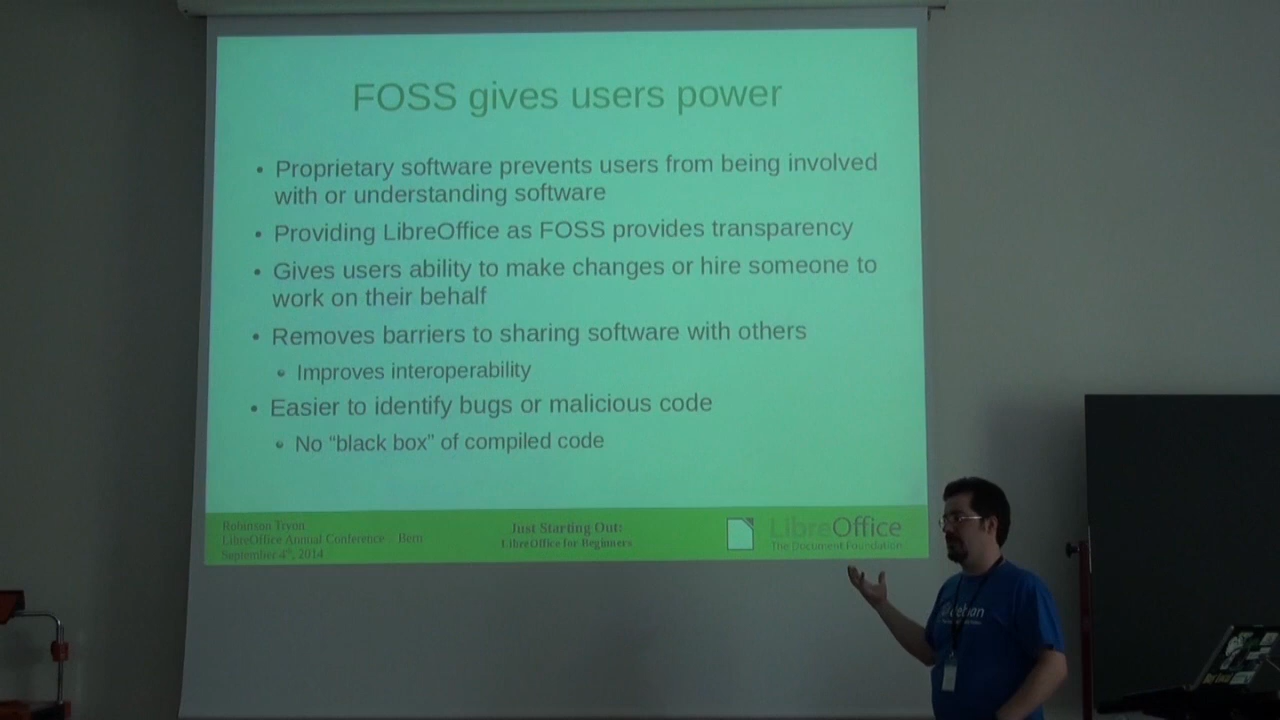 FOSS gives users power
• Proprietary software prevents users from being involved
with or understanding software
• Providing LibreOffice as FOSS provides transparency
• Gives users ability to make changes or hire someone to
work on their behalf
• Removes barriers to sharing software with others
• Improves interoperability
• Easier to identify bugs or malicious code
• No “black box” of compiled code
Robinson Tryon
LibreOffice Annual Conference Bern
September 4th, 2014
Just Starting Out:
LibreOffice for Beginners
LibreOffice
The Document Foundation
debian